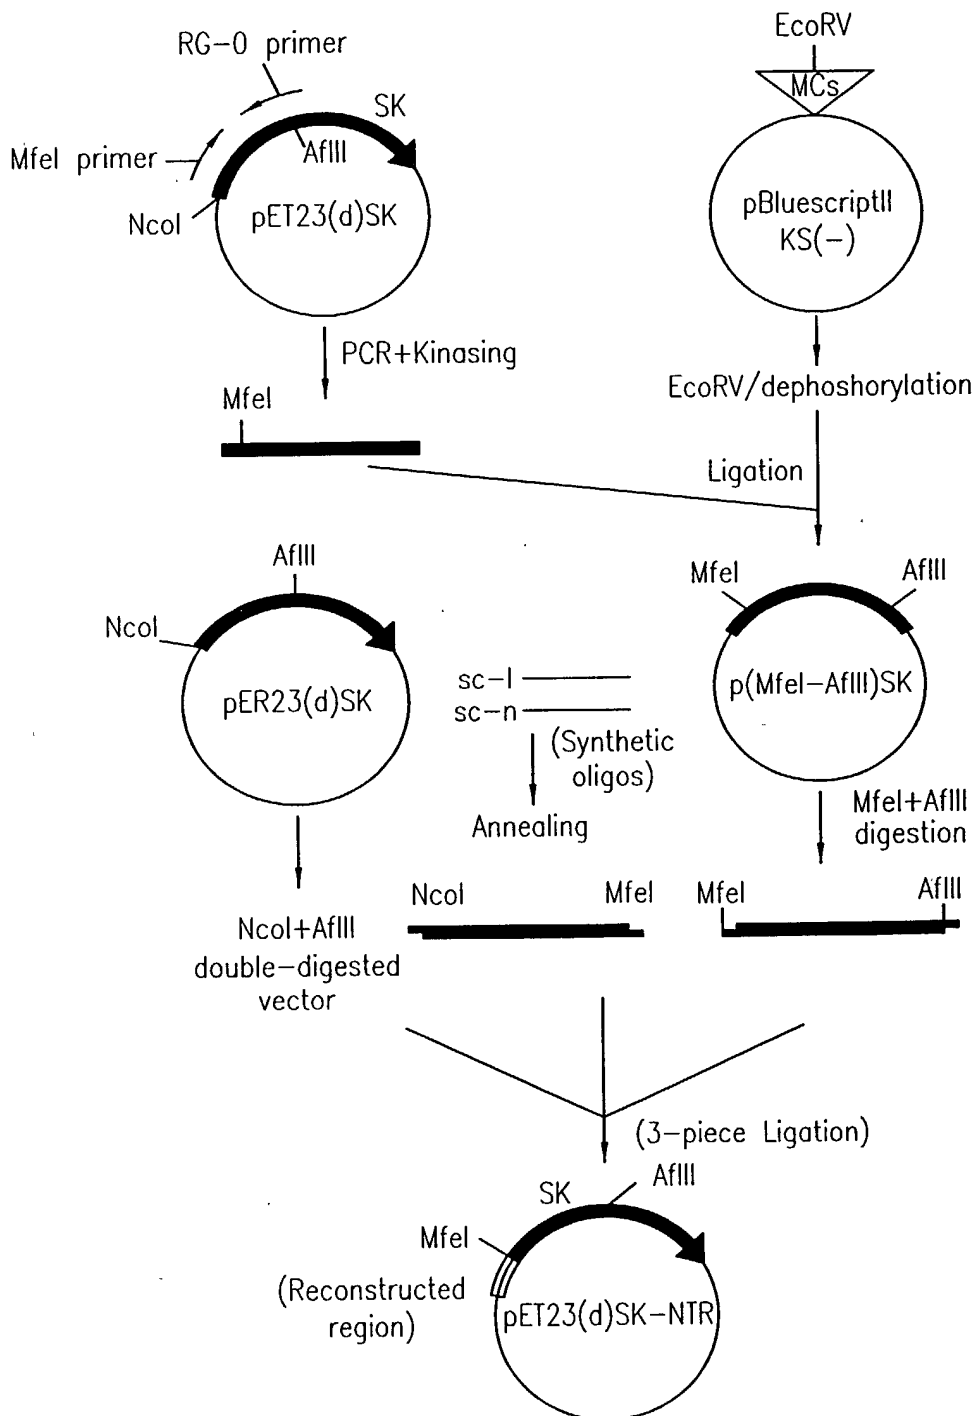 RG-0 primer
SK
MfeI primer
AflII
NcoI
pET23(d)SK
EcoRV
MCs
pBluescriptII
KS(-)
PCR+Kinasing
EcoRV/dephoshorylation
MfeI
Ligation
AflII
NcoI
pER23(d)SK
sc-l
sc-n
(Synthetic
oligos)
Annealing
MfeI
AflII
p(MfeI-AflII)SK
MfeI+AflII
digestion
NcoI+AflII
double-digested
vector
NcoI
MfeI
MfeI
AflII
(3-piece Ligation)
SK
AflII
MfeI
(Reconstructed
region)
pET23(d)SK-NTR